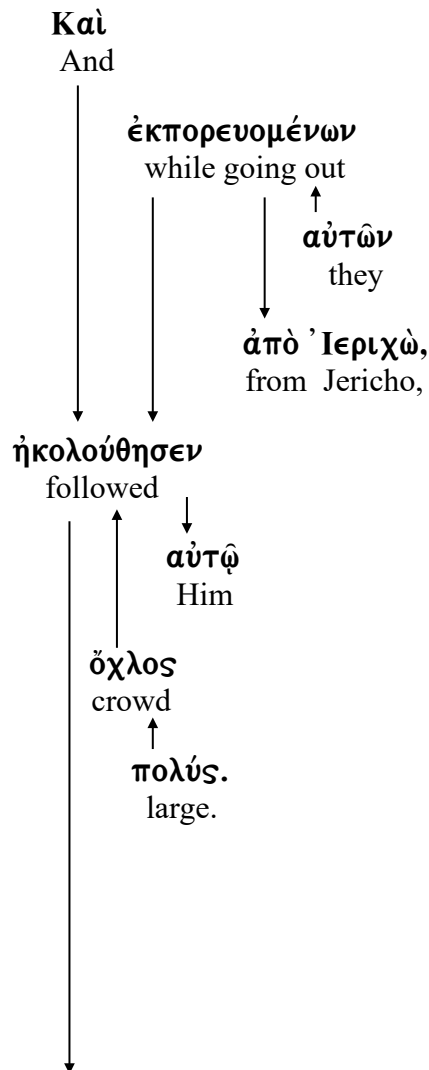 Καὶ
And
ἐκπορευομένων
while going out
αὐτῶν
they
ἀπὸ Ἰεριχὼ,
from Jericho,
ἠκολούθησεν
followed
αὐτῷ
Him
ὄχλος
crowd
πολύς.
large.